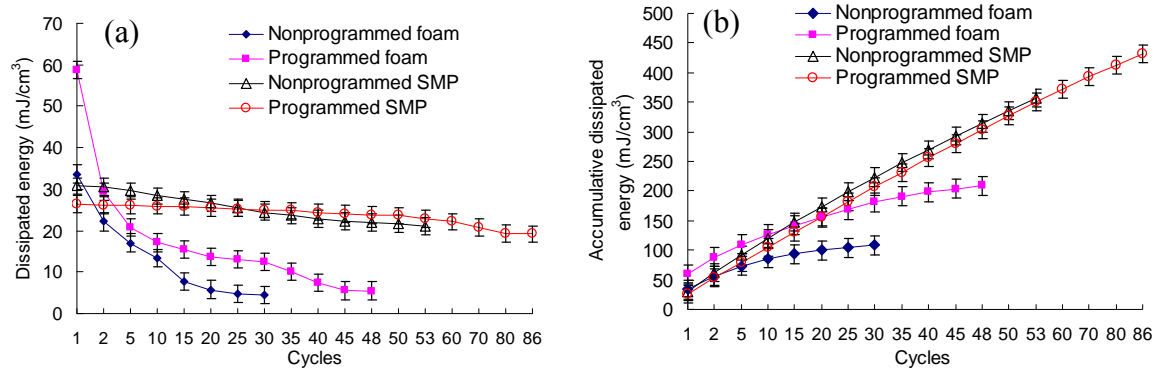 (a)
Nonprogrammed foam
Programmed foam
Nonprogrammed SMP
Programmed SMP
Dissipated energy (mJ/cm³)
70
60
50
40
30
20
10
0
1 2 5 10 15 20 25 30 35 40 45 48 50 53 60 70 80 86
Cycles
(b)
Nonprogrammed foam
Programmed foam
Nonprogrammed SMP
Programmed SMP
Accumulative dissipated
energy (mJ/cm³)
500
450
400
350
300
250
200
150
100
50
0
1 2 5 10 15 20 25 30 35 40 45 48 50 53 60 70 80 86
Cycles